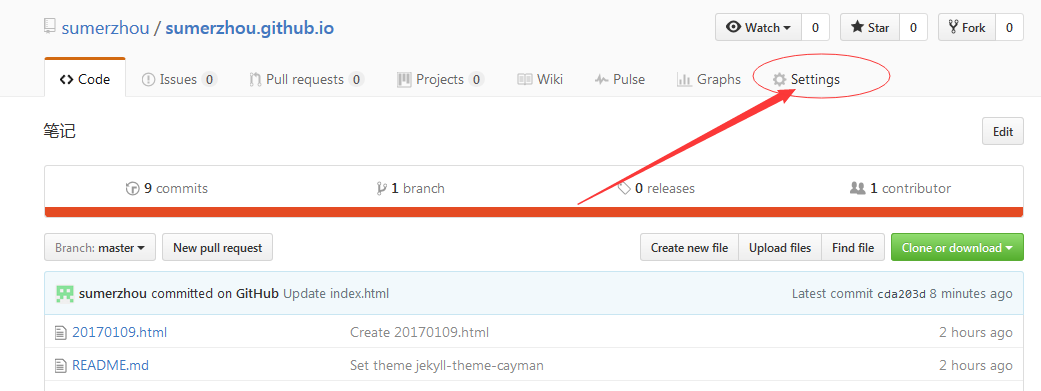 sumerzhou / sumerzhou.github.io Watch 0 Star 0 Fork 0
Code Issues 0 Pull requests 0 Projects 0 Wiki Pulse Graphs Settings
笔记 Edit
9 commits 1 branch 0 releases 1 contributor
Branch: master New pull request Create new file Upload files Find file Clone or download
sumerzhou committed on GitHub Update index.html Latest commit cda203d 8 minutes ago
20170109.html Create 20170109.html 2 hours ago
README.md Set theme jekyll-theme-cayman 2 hours ago